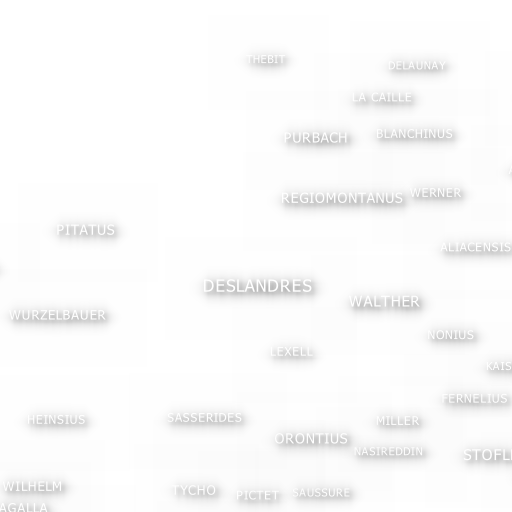 THEBIT
DELAUNAY
LA CAILLE
PURBACH
BLANCHINUS
REGIOMONTANUS
WERNER
PITATUS
ALIACENSIS
DESLANDRES
WALTHER
WURZELBAUER
NONIUS
LEXELL
KAIS
FERNELIUS
HEINSIUS
SASSERIDES
MILLER
ORONTIUS
NASIREDDIN
STOFL
WILHELM
TYCHO
PICTET
SAUSSURE
AGALLA